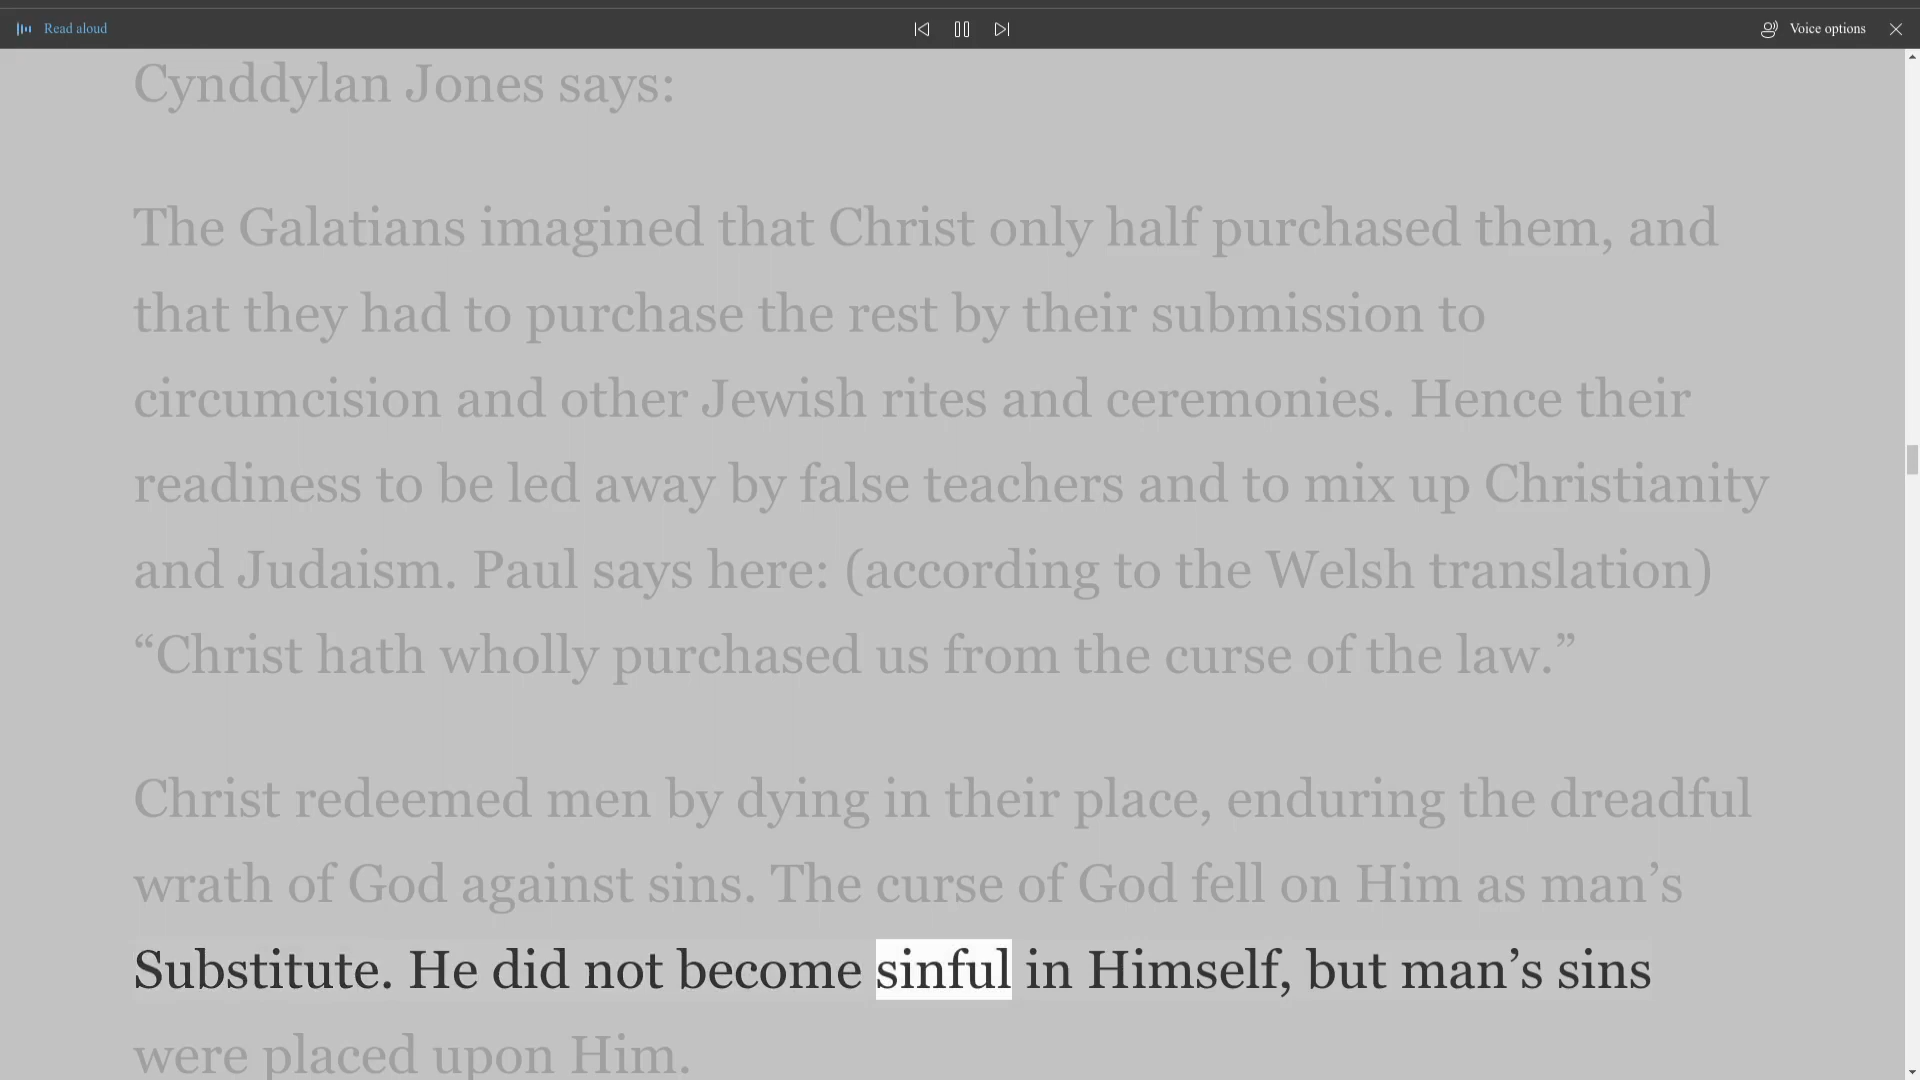 Read aloud
Voice options
Cynddylan Jones says:
The Galatians imagined that Christ only half purchased them, and
that they had to purchase the rest by their submission to
circumcision and other Jewish rites and ceremonies. Hence their
readiness to be led away by false teachers and to mix up Christianity
and Judaism. Paul says here: (according to the Welsh translation)
“Christ hath wholly purchased us from the curse of the law.”
Christ redeemed men by dying in their place, enduring the dreadful
wrath of God against sins. The curse of God fell on Him as man’s
Substitute. He did not become sinful in Himself, but man’s sins
were placed upon Him.